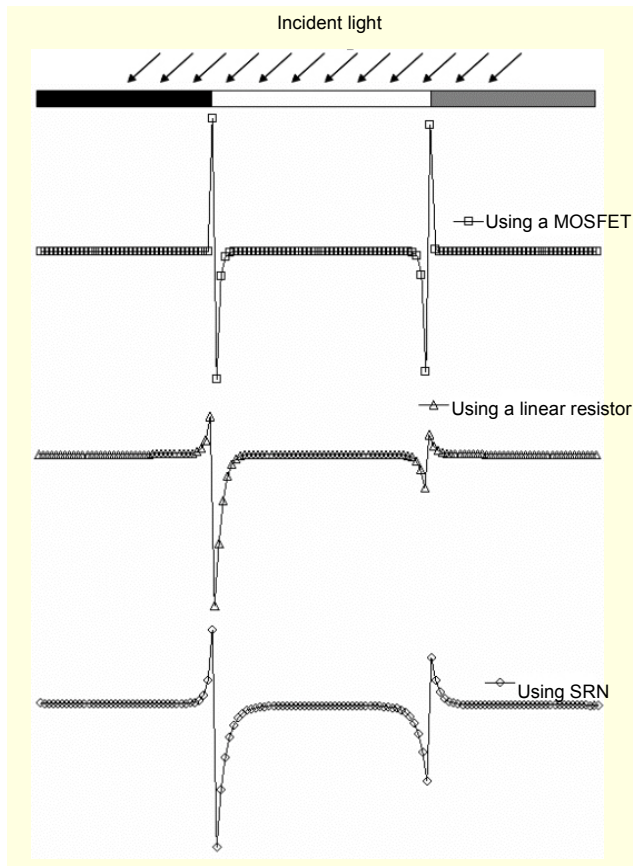 Incident light
Using a MOSFET
Using a linear resistor
Using SRN